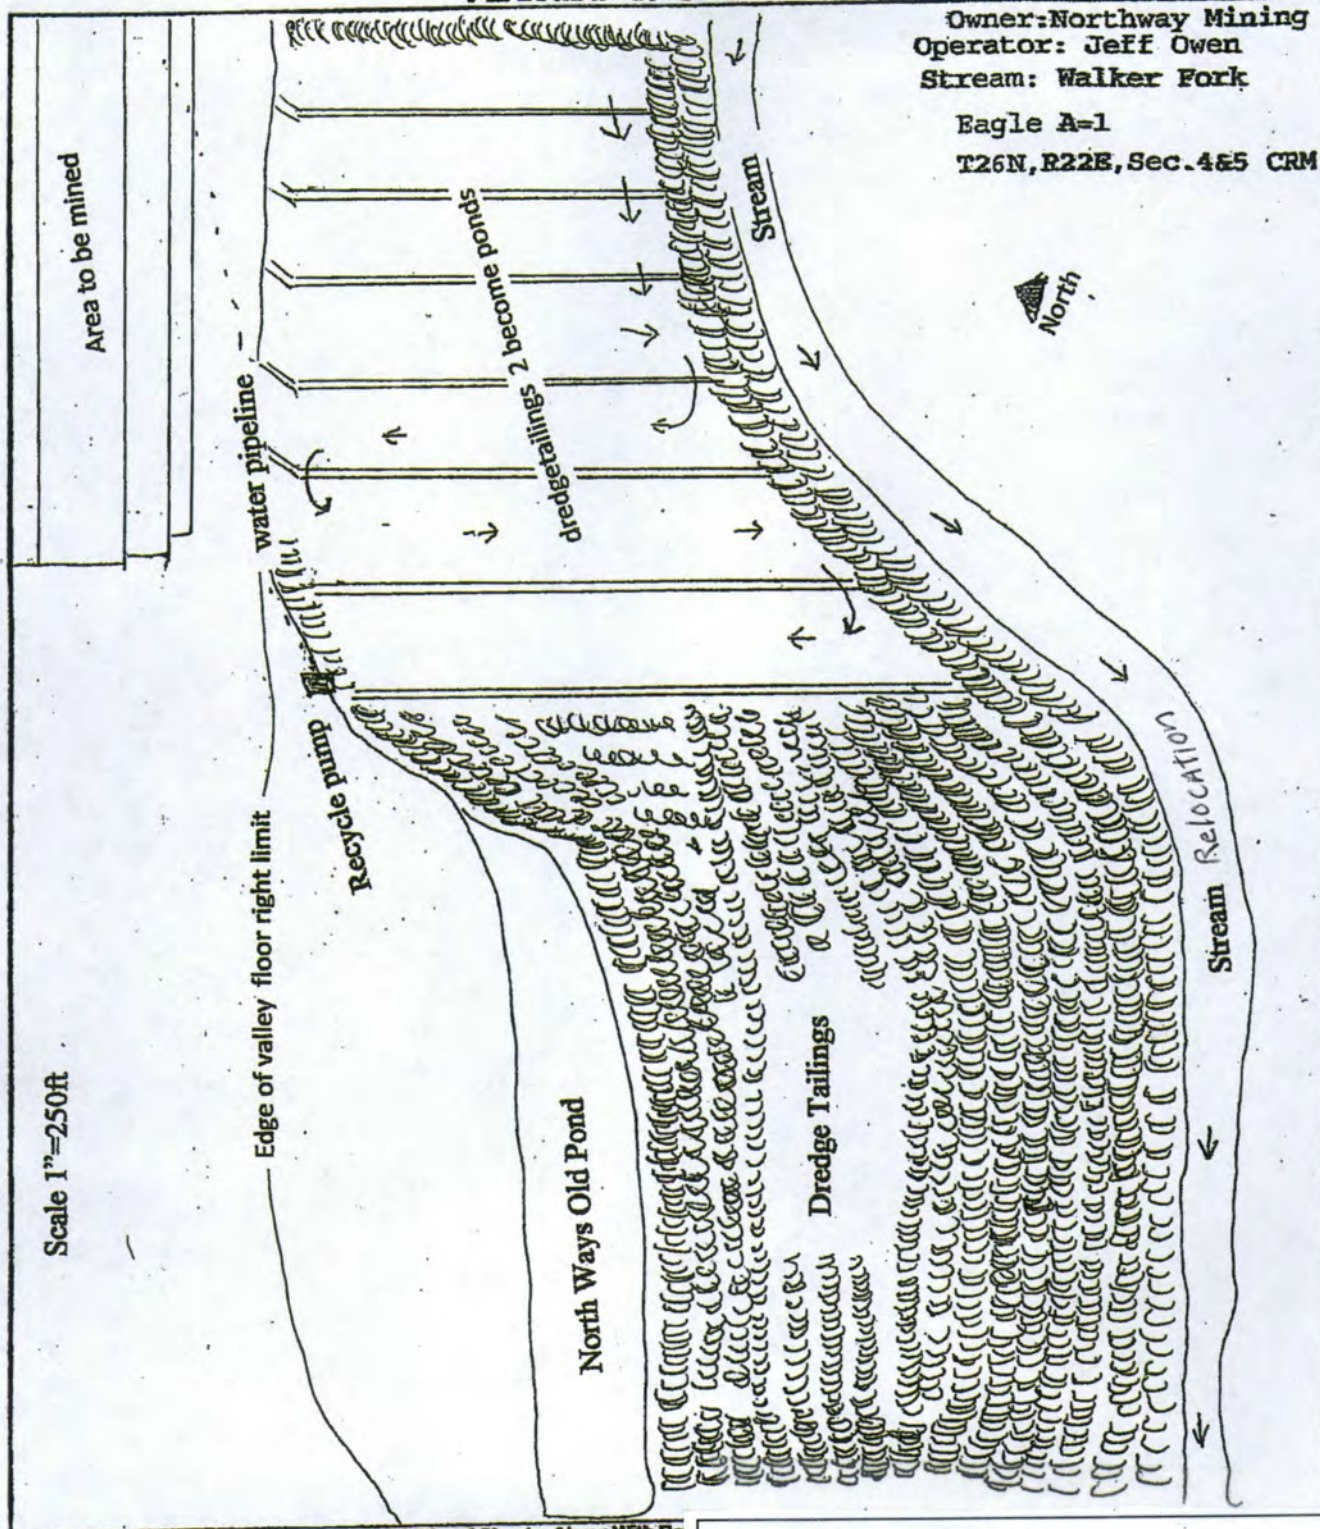 Owner:Northway Mining
Operator: Jeff Owen
Stream: Walker Fork
Eagle A=1
T26N,R22E,Sec.4&5 CRM
Area to be mined
Stream
North
dredgetailings 2 become ponds
water pipeline
Recycle pump
Edge of valley floor right limit
Stream Relocation
Scale 1"=250ft
North Ways Old Pond
Dredge Tailings